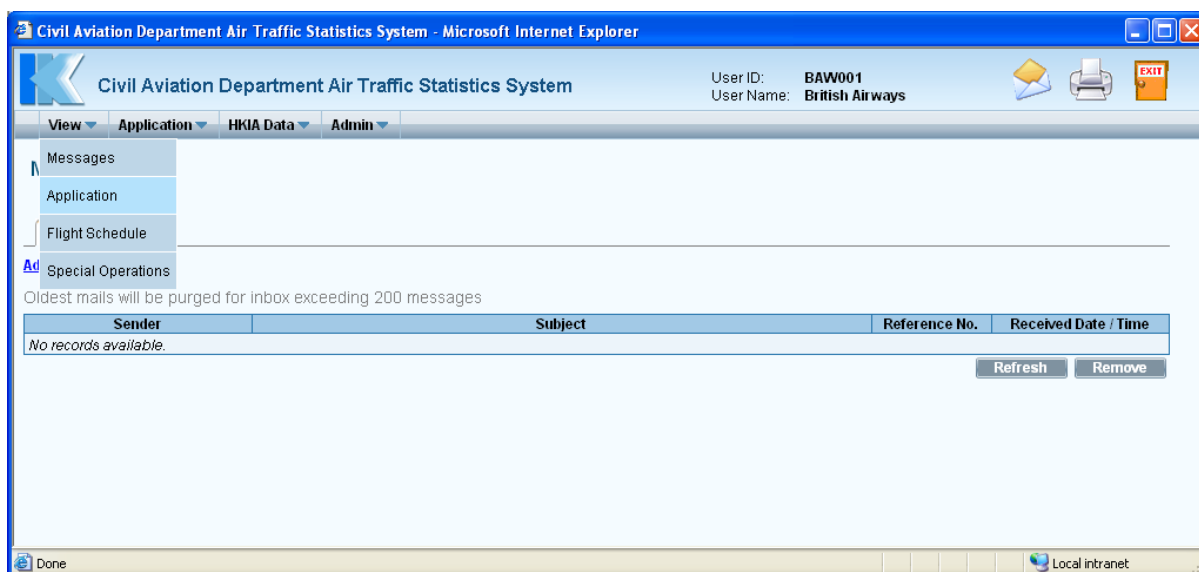 Civil Aviation Department Air Traffic Statistics System - Microsoft Internet Explorer
Civil Aviation Department Air Traffic Statistics System
User ID: BAW001
User Name: British Airways
EXIT
View Application HKIA Data Admin
Messages
Application
Flight Schedule
Ad
Special Operations
Oldest mails will be purged for inbox exceeding 200 messages
Sender Subject Reference No. Received Date / Time
No records available.
Refresh Remove
Done Local intranet